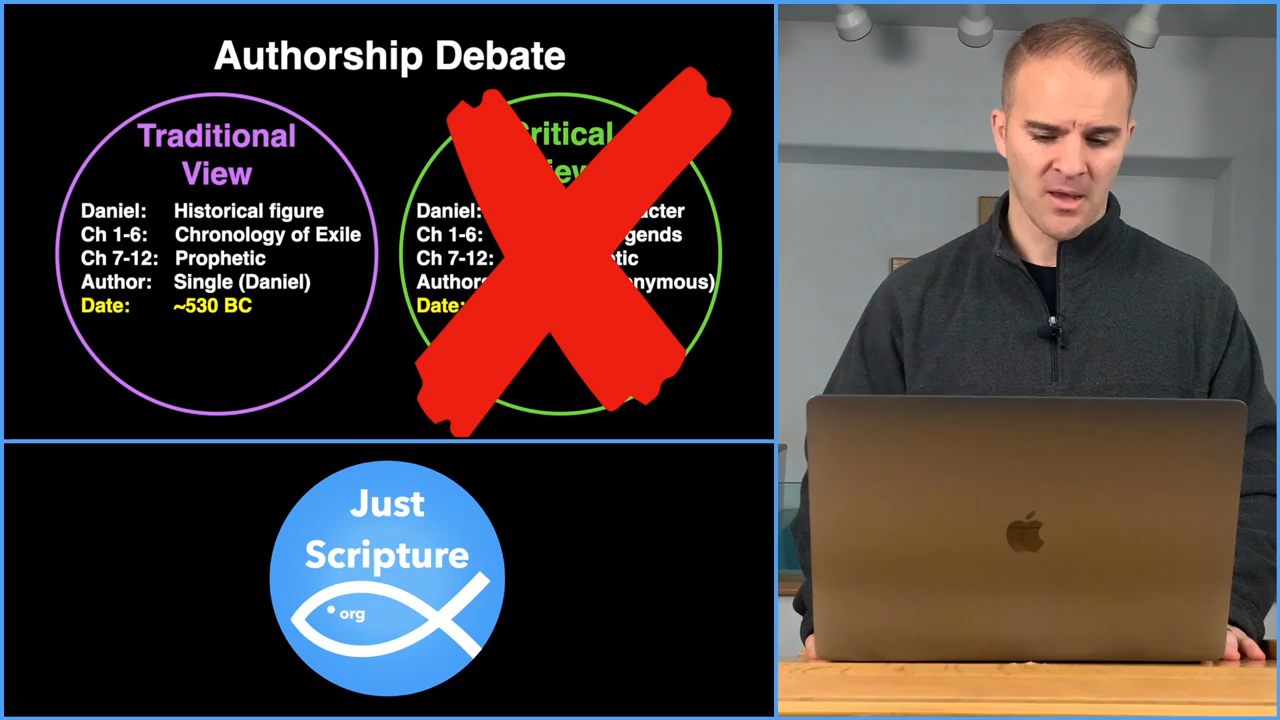 Authorship Debate
Traditional
View
Daniel: Historical figure
Ch 1-6: Chronology of Exile
Ch 7-12: Prophetic
Author: Single (Daniel)
Date: ~530 BC
Daniel:
Ch 1-6:
Ch 7-12:
Date:
Just
Scripture
org